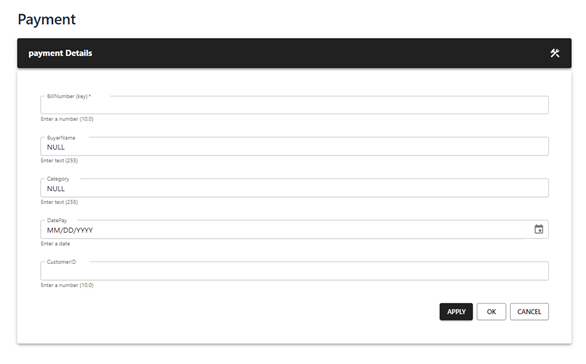 Payment
payment Details
BillNumber (key) *
Enter a number (10,0)
BuyerName
NULL
Enter text (255)
Category
NULL
Enter text (255)
DatePay
MM/DD/YYYY
Enter a date
CustomerID
Enter a number (10,0)
APPLY OK CANCEL